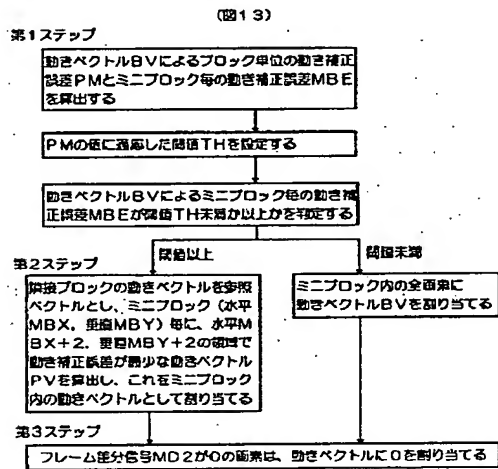 (図13)
第1ステップ
動きベクトルBVによるブロック単位の動き補正
誤差PMとミニブロック毎の動き補正誤差MBE
を算出する
PMの値に適応した閾値THを設定する
動きベクトルBVによるミニブロック毎の動き補
正誤差MBEが閾値TH未満か以上かを判定する
閾値以上
閾値未満
第2ステップ
隣接ブロックの動きベクトルを参照
ベクトルとし、ミニブロック(水平
MBX,垂直MBY)毎に、水平M
BX+2,垂直MBY+2の領域で
動き補正誤差が最少な動きベクトル
PVを算出し、これをミニブロック
内の動きベクトルとして割り当てる
ミニブロック内の全画素に
動きベクトルBVを割り当てる
第3ステップ
フレーム差分信号MD2が0の画素は、動きベクトルに0を割り当てる